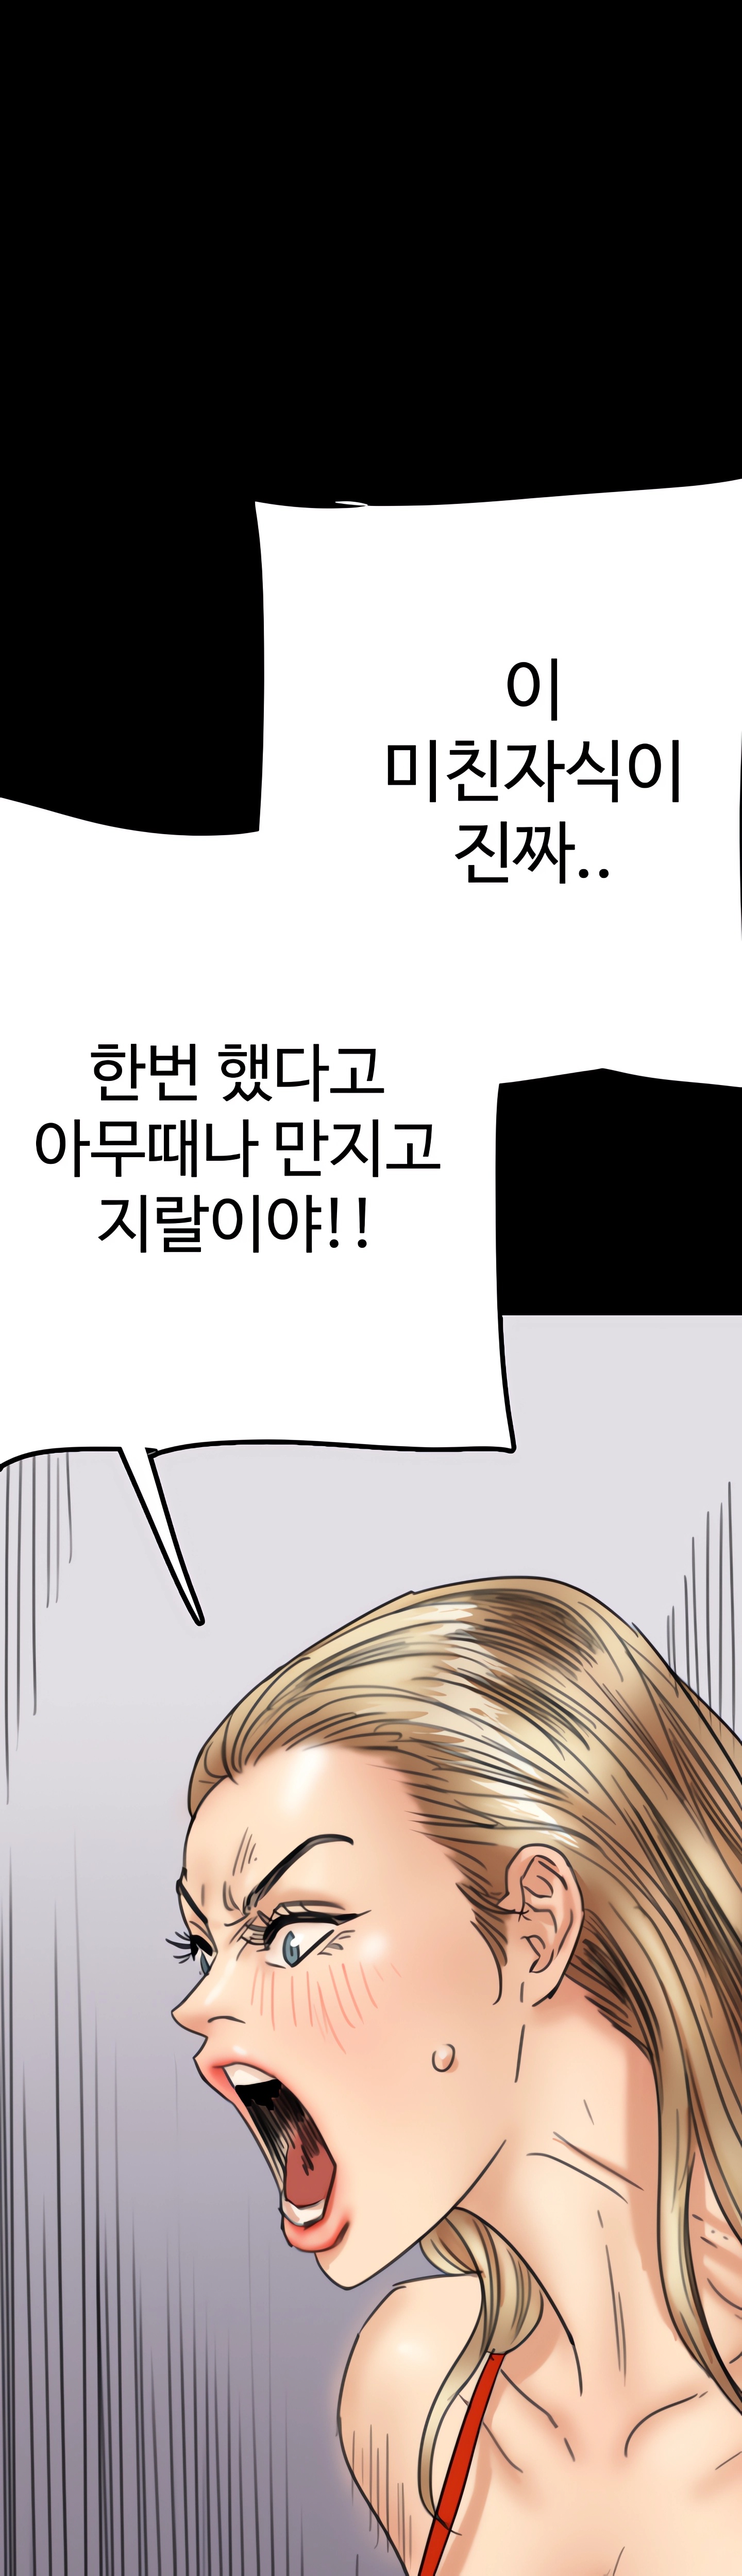 이
미친자식이
진짜..
한번 했다고
아무때나 만지고
지랄이야!!